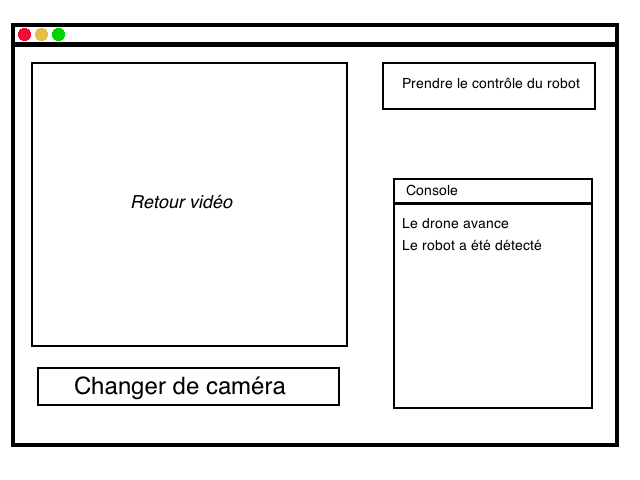 Prendre le contrôle du robot
Retour vidéo
Console
Le drone avance
Le robot a été détecté
Changer de caméra